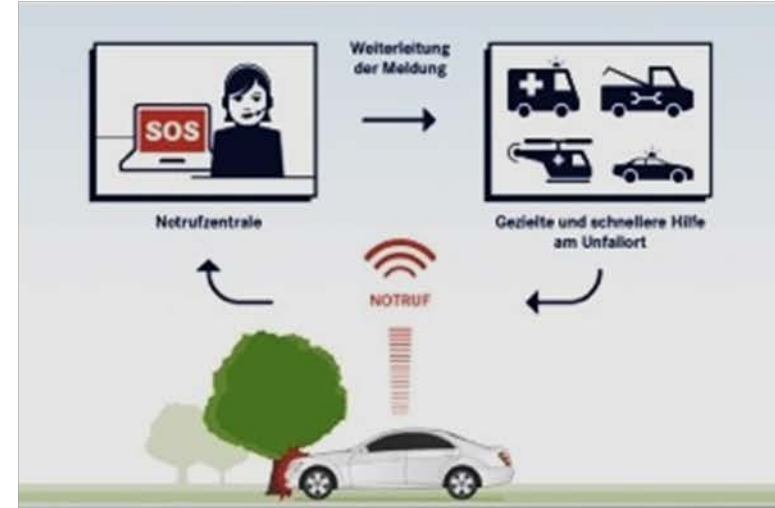 Weiterleitung
der Meldung
SOS
Notrufzentrale
Gezielte und schnellere Hilfe
am Unfallort
NOTRUF